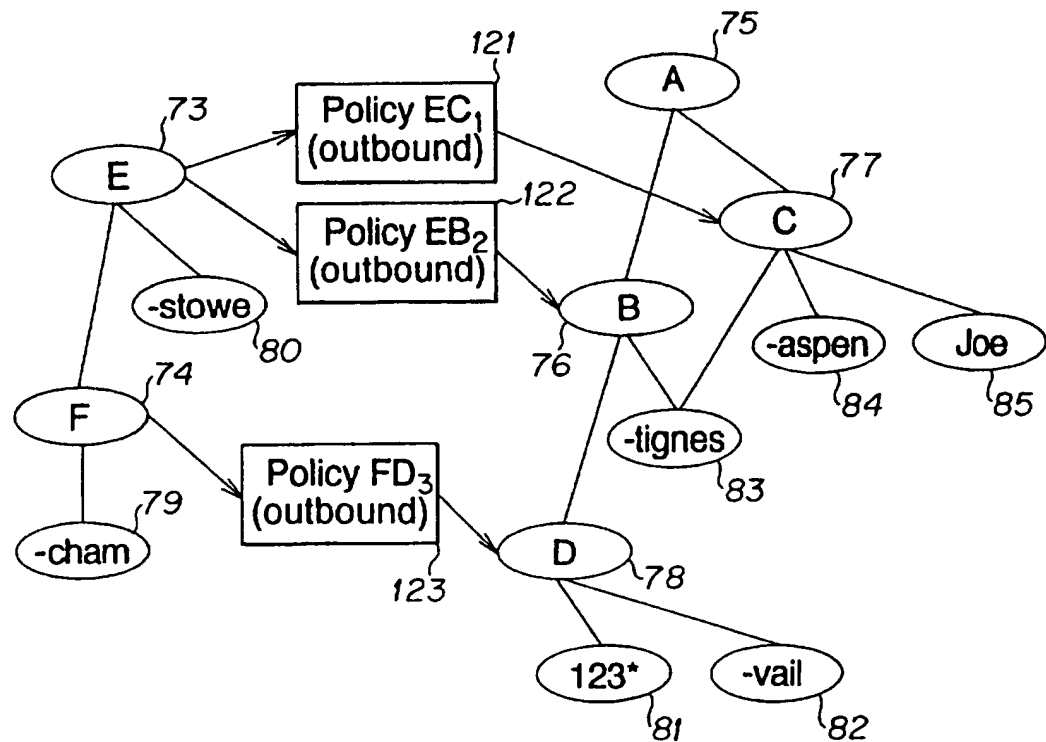 75
121
A
Policy EC₁
(outbound)
73
E
122
77
C
Policy EB₂
(outbound)
-stowe
80
B
76
-aspen
84
Joe
85
74
F
-tignes
83
Policy FD₃
(outbound)
79
-cham
123
D
78
123*
81
-vail
82